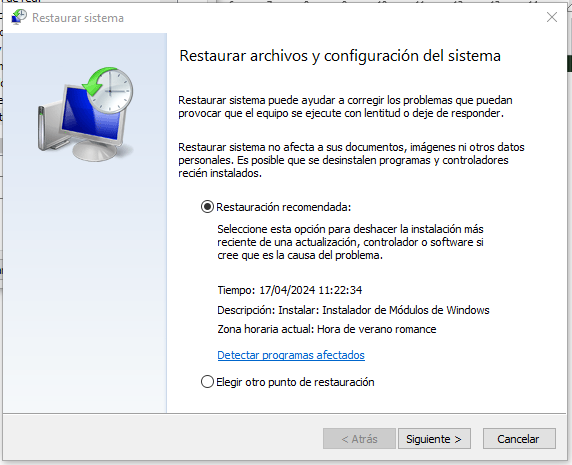 Restaurar sistema
Restaurar archivos y configuración del sistema
Restaurar sistema puede ayudar a corregir los problemas que puedan
provocar que el equipo se ejecute con lentitud o deje de responder.
Restaurar sistema no afecta a sus documentos, imágenes ni otros datos
personales. Es posible que se desinstalen programas y controladores
recién instalados.
Restauración recomendada:
Seleccione esta opción para deshacer la instalación más
reciente de una actualización, controlador o software si
cree que es la causa del problema.
Tiempo: 17/04/2024 11:22:34
Descripción: Instalar: Instalador de Módulos de Windows
Zona horaria actual: Hora de verano romance
Detectar programas afectados
Elegir otro punto de restauración
< Atrás Siguiente > Cancelar